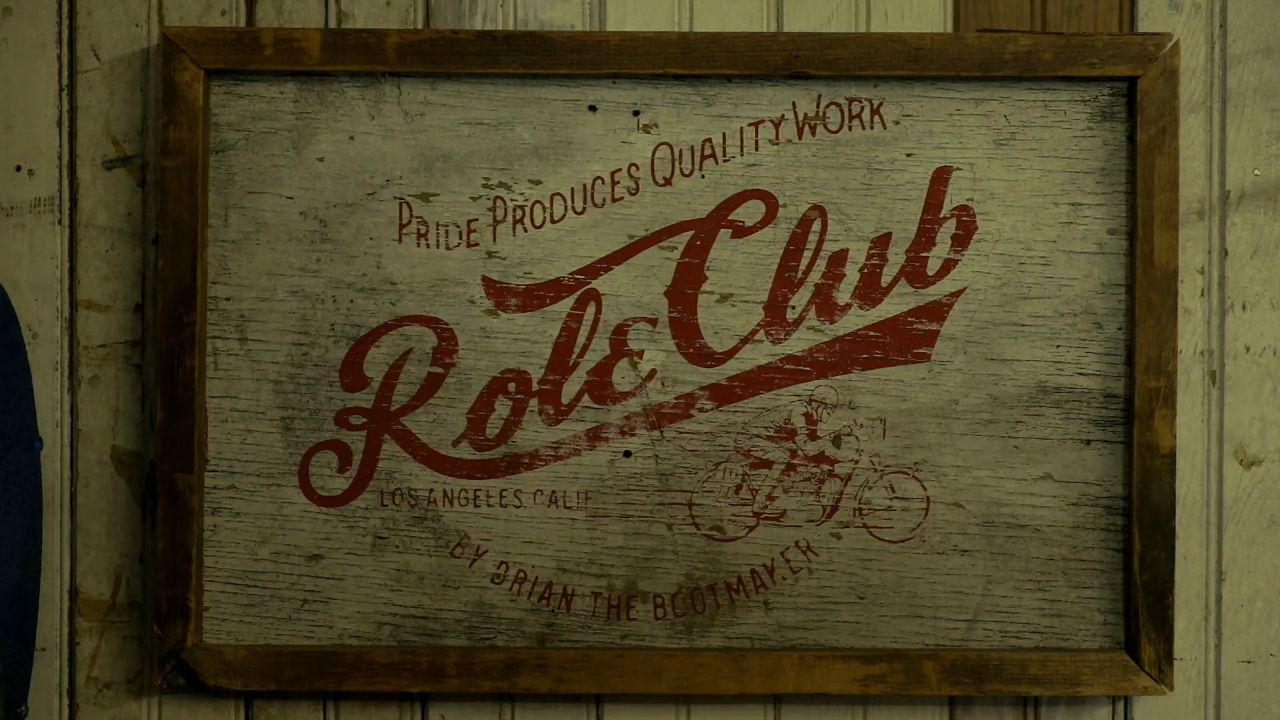 PRIDE PRODUCES QUALITY WORK
Role Club
LOS ANGELES CALIF
BY BRIAN THE BOOTMAKER